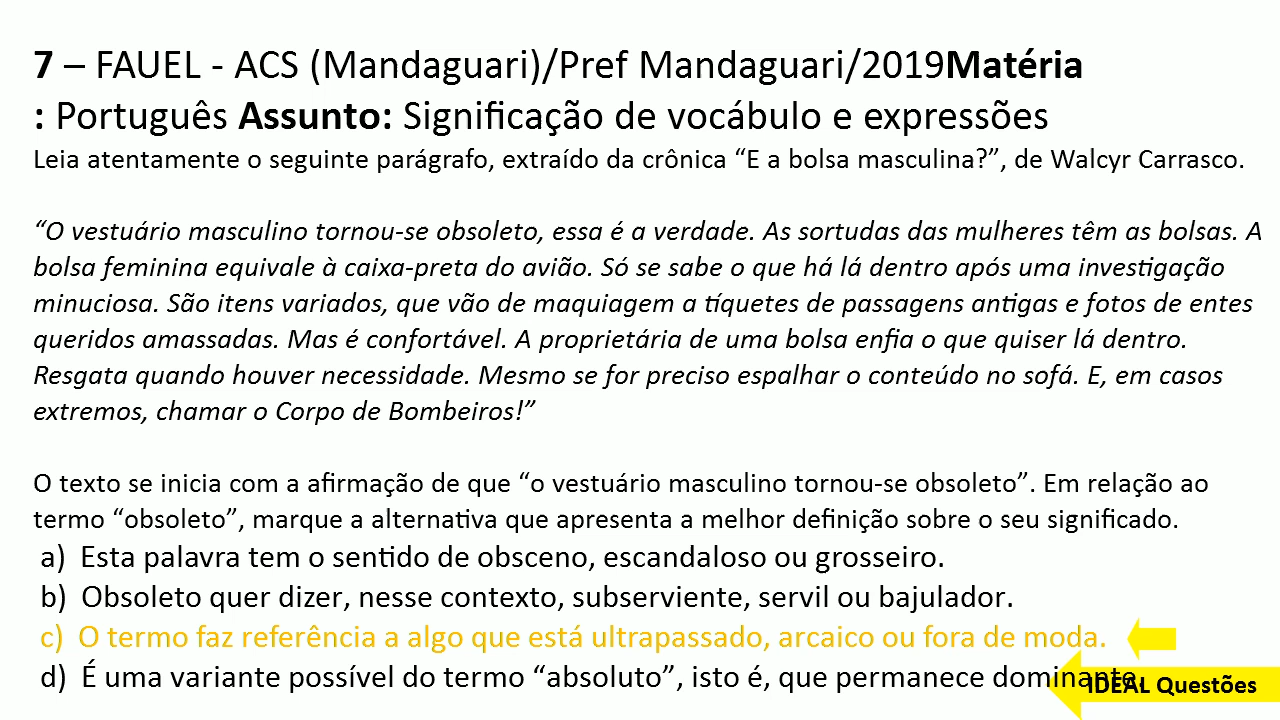 7 – FAUEL - ACS (Mandaguari)/Pref Mandaguari/2019Matéria
: Português Assunto: Significação de vocábulo e expressões
Leia atentamente o seguinte parágrafo, extraído da crônica “E a bolsa masculina?”, de Walcyr Carrasco.
“O vestuário masculino tornou-se obsoleto, essa é a verdade. As sortudas das mulheres têm as bolsas. A
bolsa feminina equivale à caixa-preta do avião. Só se sabe o que há lá dentro após uma investigação
minuciosa. São itens variados, que vão de maquiagem a tíquetes de passagens antigas e fotos de entes
queridos amassadas. Mas é confortável. A proprietária de uma bolsa enfia o que quiser lá dentro.
Resgata quando houver necessidade. Mesmo se for preciso espalhar o conteúdo no sofá. E, em casos
extremos, chamar o Corpo de Bombeiros!”
O texto se inicia com a afirmação de que “o vestuário masculino tornou-se obsoleto”. Em relação ao
termo “obsoleto”, marque a alternativa que apresenta a melhor definição sobre o seu significado.
a) Esta palavra tem o sentido de obsceno, escandaloso ou grosseiro.
b) Obsoleto quer dizer, nesse contexto, subserviente, servil ou bajulador.
c) O termo faz referência a algo que está ultrapassado, arcaico ou fora de moda.
d) É uma variante possível do termo “absoluto”, isto é, que permanece dominante.
IDEAL Questões